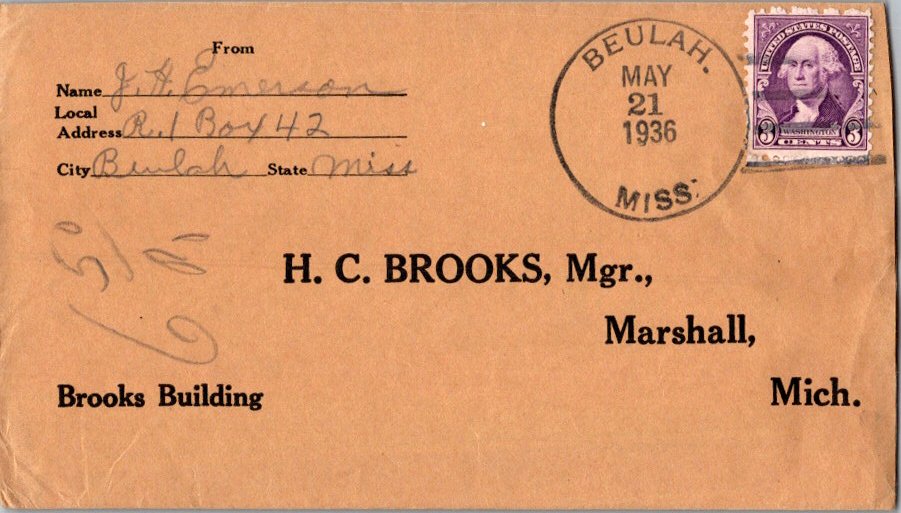 From
Name J. H. Emerson
Local
Address R. 1 Box 42
City Beulah State Miss
BEULAH.
MAY
21
1936
MISS.
UNITED STATES POSTAGE
WASHINGTON
3 3
CENTS
H. C. BROOKS, Mgr.,
Marshall,
Brooks Building
Mich.